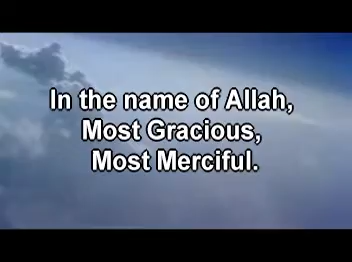 In the name of Allah,
Most Gracious,
Most Merciful.